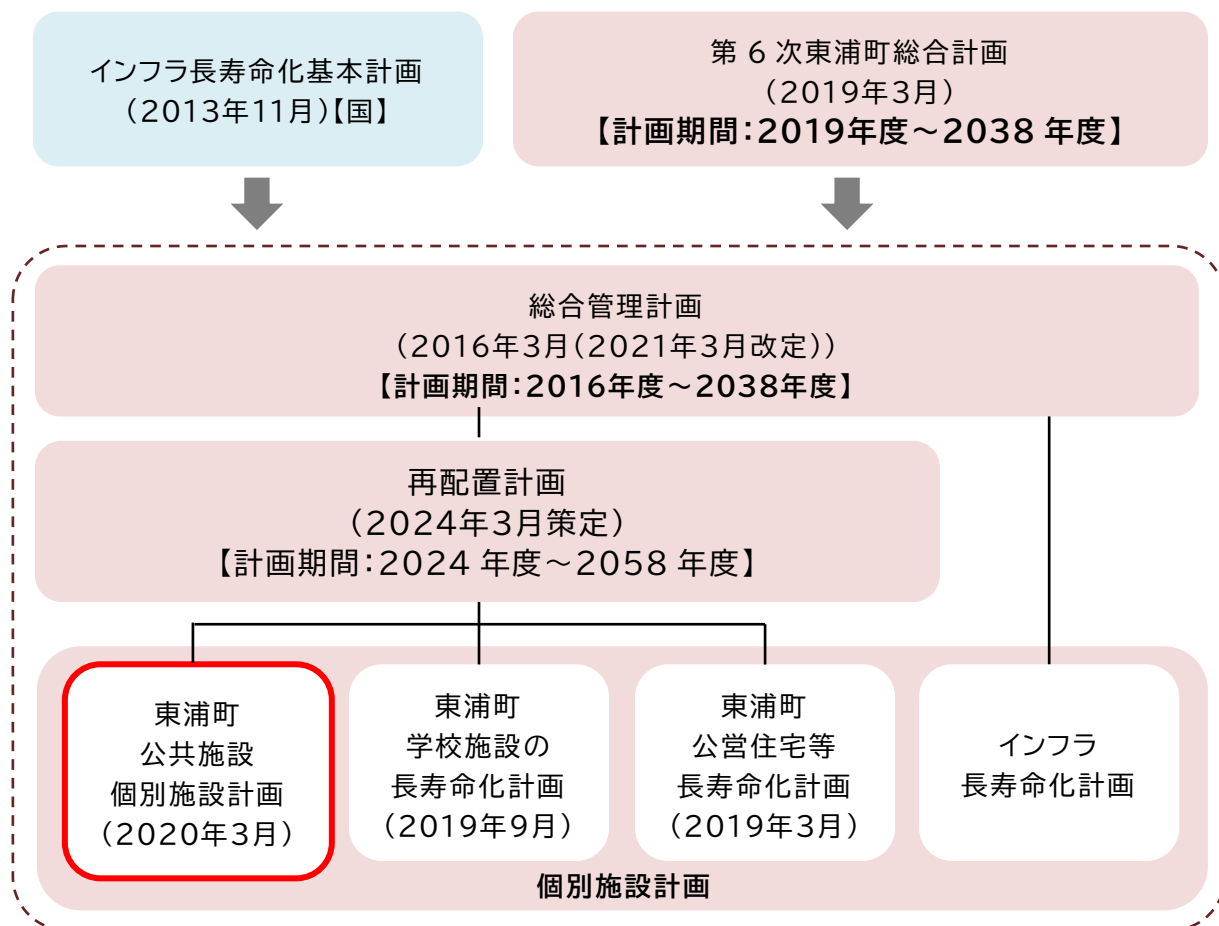 インフラ長寿命化基本計画
（2013年11月）【国】
第 6 次東浦町総合計画
（2019年3月）
【計画期間：2019年度～2038 年度】
総合管理計画
（2016年3月（2021年3月改定））
【計画期間：2016年度～2038年度】
再配置計画
（2024年3月策定）
【計画期間：2024 年度～2058 年度】
東浦町
公共施設
個別施設計画
（2020年3月）
東浦町
学校施設の
長寿命化計画
（2019年9月）
東浦町
公営住宅等
長寿命化計画
（2019年3月）
インフラ
長寿命化計画
個別施設計画